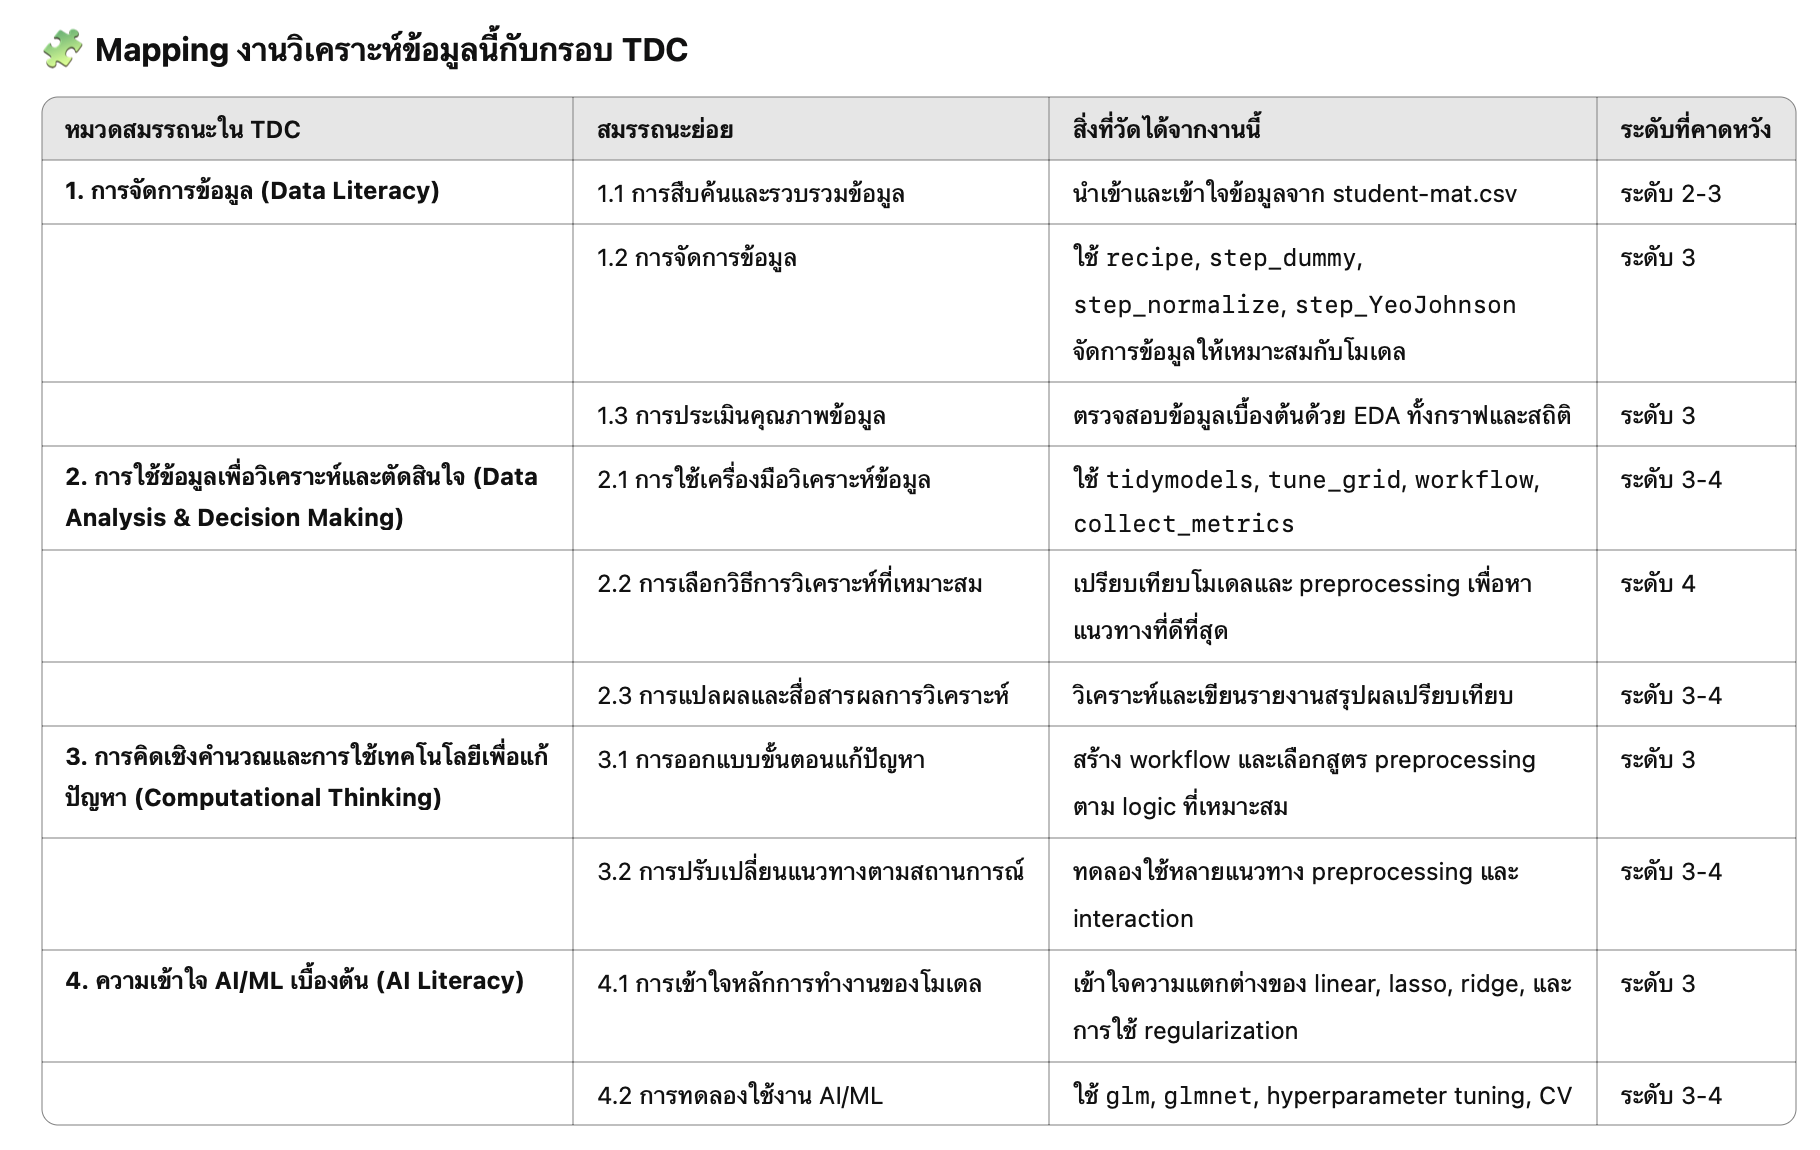 Mapping งานวิเคราะห์ข้อมูลนี้กับกรอบ TDC
หมวดสมรรถนะใน TDC
สมรรถนะย่อย
สิ่งที่วัดได้จากงานนี้
ระดับที่คาดหวัง
1. การจัดการข้อมูล (Data Literacy)
1.1 การสืบค้นและรวบรวมข้อมูล
นำเข้าและเข้าใจข้อมูลจาก student-mat.csv
ระดับ 2-3
1.2 การจัดการข้อมูล
ใช้ recipe, step_dummy,
step_normalize, step_YeoJohnson
จัดการข้อมูลให้เหมาะสมกับโมเดล
ระดับ 3
1.3 การประเมินคุณภาพข้อมูล
ตรวจสอบข้อมูลเบื้องต้นด้วย EDA ทั้งกราฟและสถิติ
ระดับ 3
2. การใช้ข้อมูลเพื่อวิเคราะห์และตัดสินใจ (Data
Analysis & Decision Making)
2.1 การใช้เครื่องมือวิเคราะห์ข้อมูล
ใช้ tidymodels, tune_grid, workflow,
collect_metrics
ระดับ 3-4
2.2 การเลือกวิธีการวิเคราะห์ที่เหมาะสม
เปรียบเทียบโมเดลและ preprocessing เพื่อหา
แนวทางที่ดีที่สุด
ระดับ 4
2.3 การแปลผลและสื่อสารผลการวิเคราะห์
วิเคราะห์และเขียนรายงานสรุปผลเปรียบเทียบ
ระดับ 3-4
3. การคิดเชิงคำนวณและการใช้เทคโนโลยีเพื่อแก้
ปัญหา (Computational Thinking)
3.1 การออกแบบขั้นตอนแก้ปัญหา
สร้าง workflow และเลือกสูตร preprocessing
ตาม logic ที่เหมาะสม
ระดับ 3
3.2 การปรับเปลี่ยนแนวทางตามสถานการณ์
ทดลองใช้หลายแนวทาง preprocessing และ
interaction
ระดับ 3-4
4. ความเข้าใจ AI/ML เบื้องต้น (AI Literacy)
4.1 การเข้าใจหลักการทำงานของโมเดล
เข้าใจความแตกต่างของ linear, lasso, ridge, และ
การใช้ regularization
ระดับ 3
4.2 การทดลองใช้งาน AI/ML
ใช้ glm, glmnet, hyperparameter tuning, CV
ระดับ 3-4